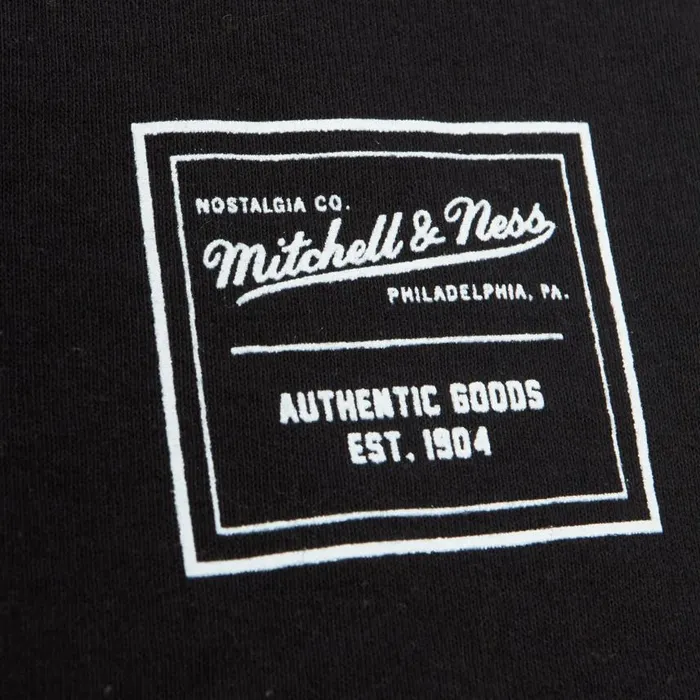 NOSTALGIA CO.
Mitchell & Ness
PHILADELPHIA, PA.
AUTHENTIC GOODS
EST. 1904